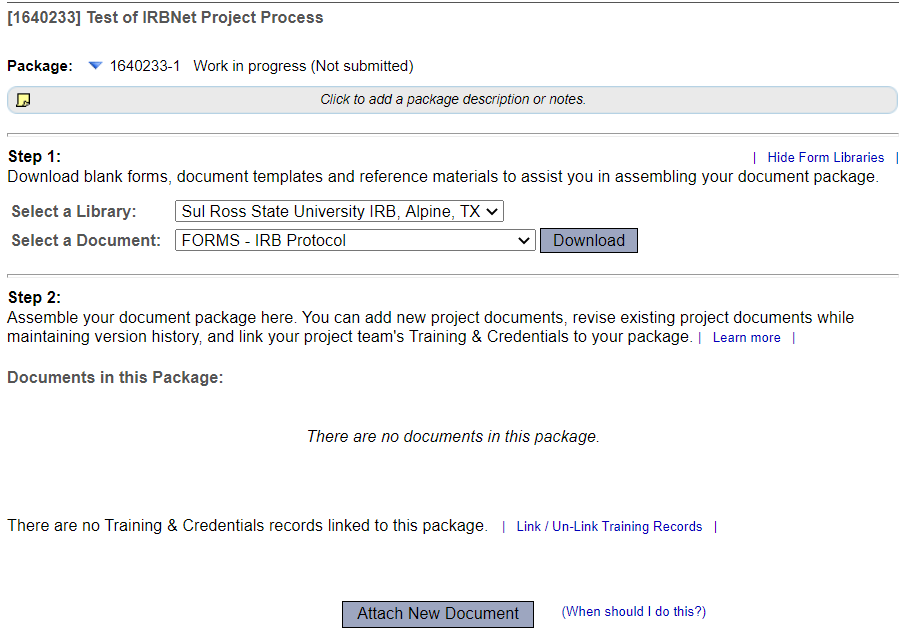 [1640233] Test of IRBNet Project Process
Package: 1640233-1 Work in progress (Not submitted)
Click to add a package description or notes.
Step 1: | Hide Form Libraries |
Download blank forms, document templates and reference materials to assist you in assembling your document package.
Select a Library: Sul Ross State University IRB, Alpine, TX
Select a Document: FORMS - IRB Protocol Download
Step 2:
Assemble your document package here. You can add new project documents, revise existing project documents while
maintaining version history, and link your project team's Training & Credentials to your package. | Learn more |
Documents in this Package:
There are no documents in this package.
There are no Training & Credentials records linked to this package. | Link / Un-Link Training Records |
Attach New Document (When should I do this?)